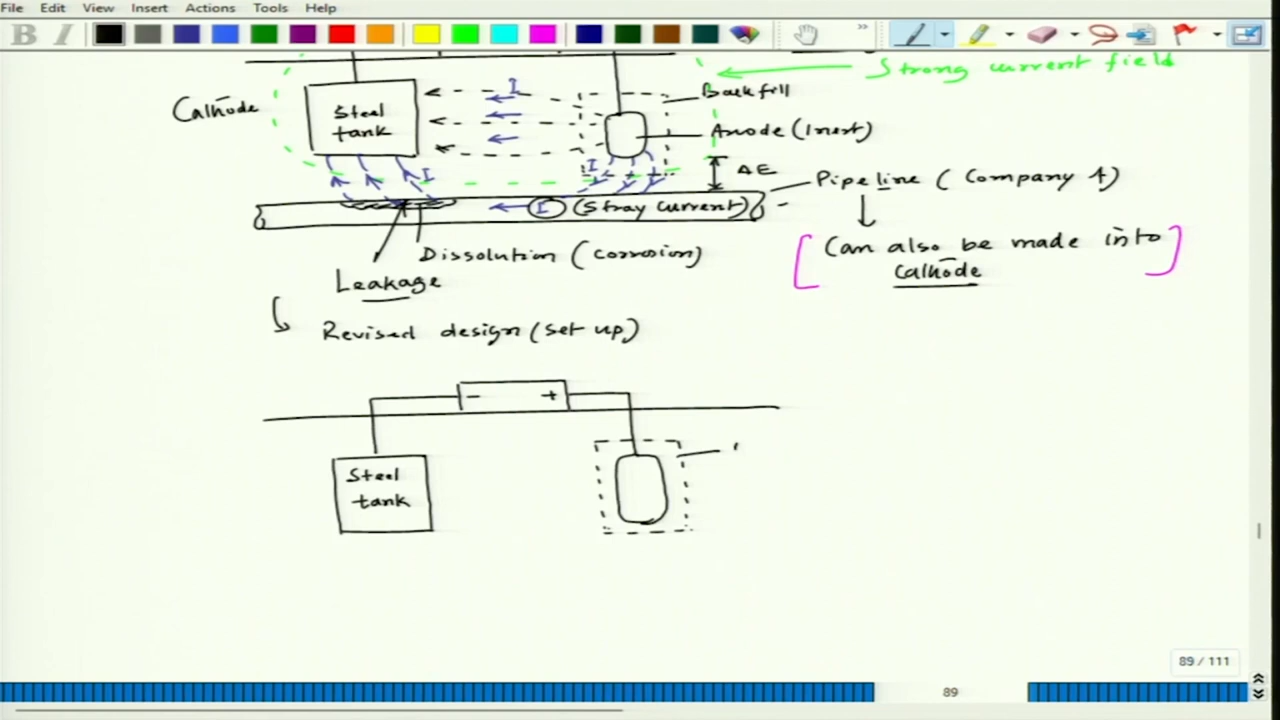 File Edit View Insert Actions Tools Help
B I
Strong current field
Cathode
Steel
tank
I
Backfill
Anode (Inert)
I
I
ΔE
Pipeline (Company A)
I (Stray current)
Dissolution (corrosion)
Leakage
Can also be made into
Cathode
Revised design (set up)
- +
Steel
tank
89 / 111
89